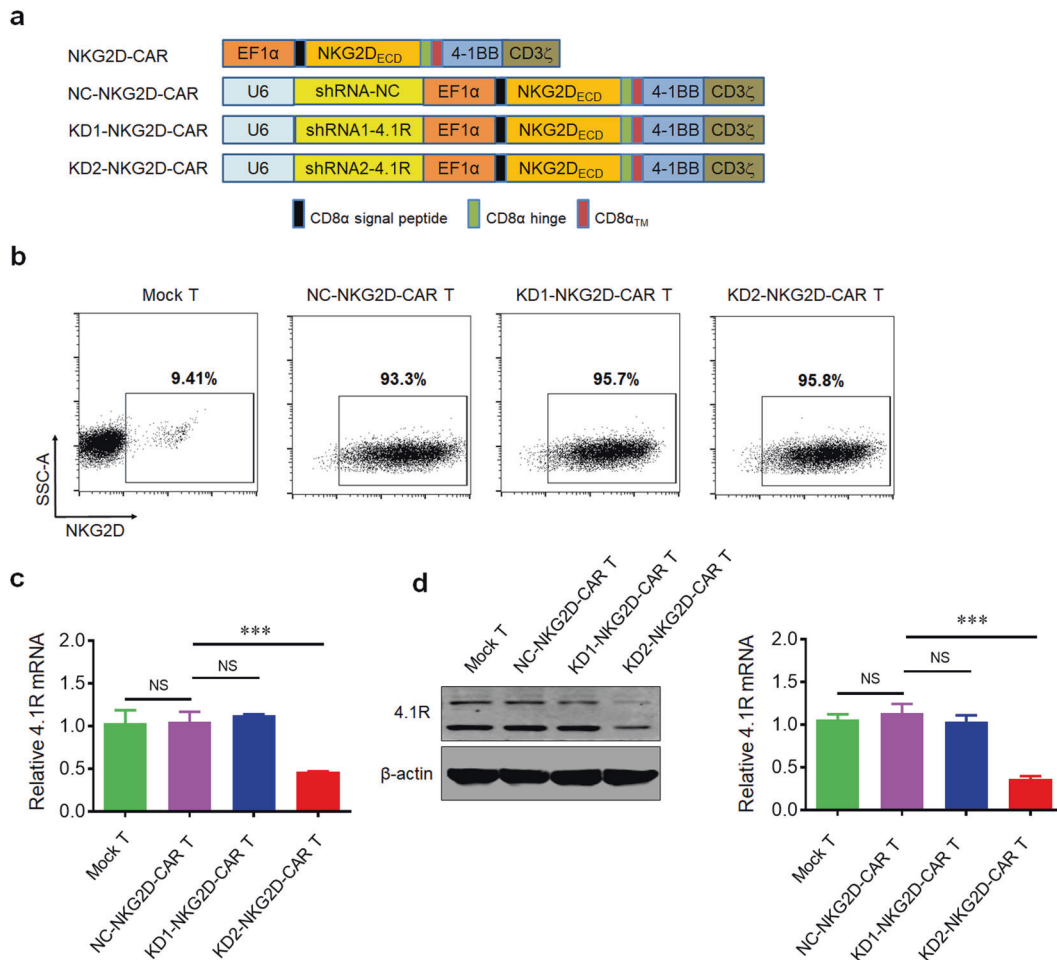 a
NKG2D-CAR EF1α NKG2D_ECD 4-1BB CD3ζ
NC-NKG2D-CAR U6 shRNA-NC EF1α NKG2D_ECD 4-1BB CD3ζ
KD1-NKG2D-CAR U6 shRNA1-4.1R EF1α NKG2D_ECD 4-1BB CD3ζ
KD2-NKG2D-CAR U6 shRNA2-4.1R EF1α NKG2D_ECD 4-1BB CD3ζ
CD8α signal peptide CD8α hinge CD8α_TM
b
Mock T NC-NKG2D-CAR T KD1-NKG2D-CAR T KD2-NKG2D-CAR T
9.41% 93.3% 95.7% 95.8%
SSC-A
NKG2D
c
Relative 4.1R mRNA
2.0
1.5
1.0
0.5
0.0
***
NS
NS
Mock T
NC-NKG2D-CAR T
KD1-NKG2D-CAR T
KD2-NKG2D-CAR T
d
Mock T
NC-NKG2D-CAR T
KD1-NKG2D-CAR T
KD2-NKG2D-CAR T
4.1R
β-actin
Relative 4.1R mRNA
2.0
1.5
1.0
0.5
0.0
***
NS
NS
Mock T
NC-NKG2D-CAR T
KD1-NKG2D-CAR T
KD2-NKG2D-CAR T